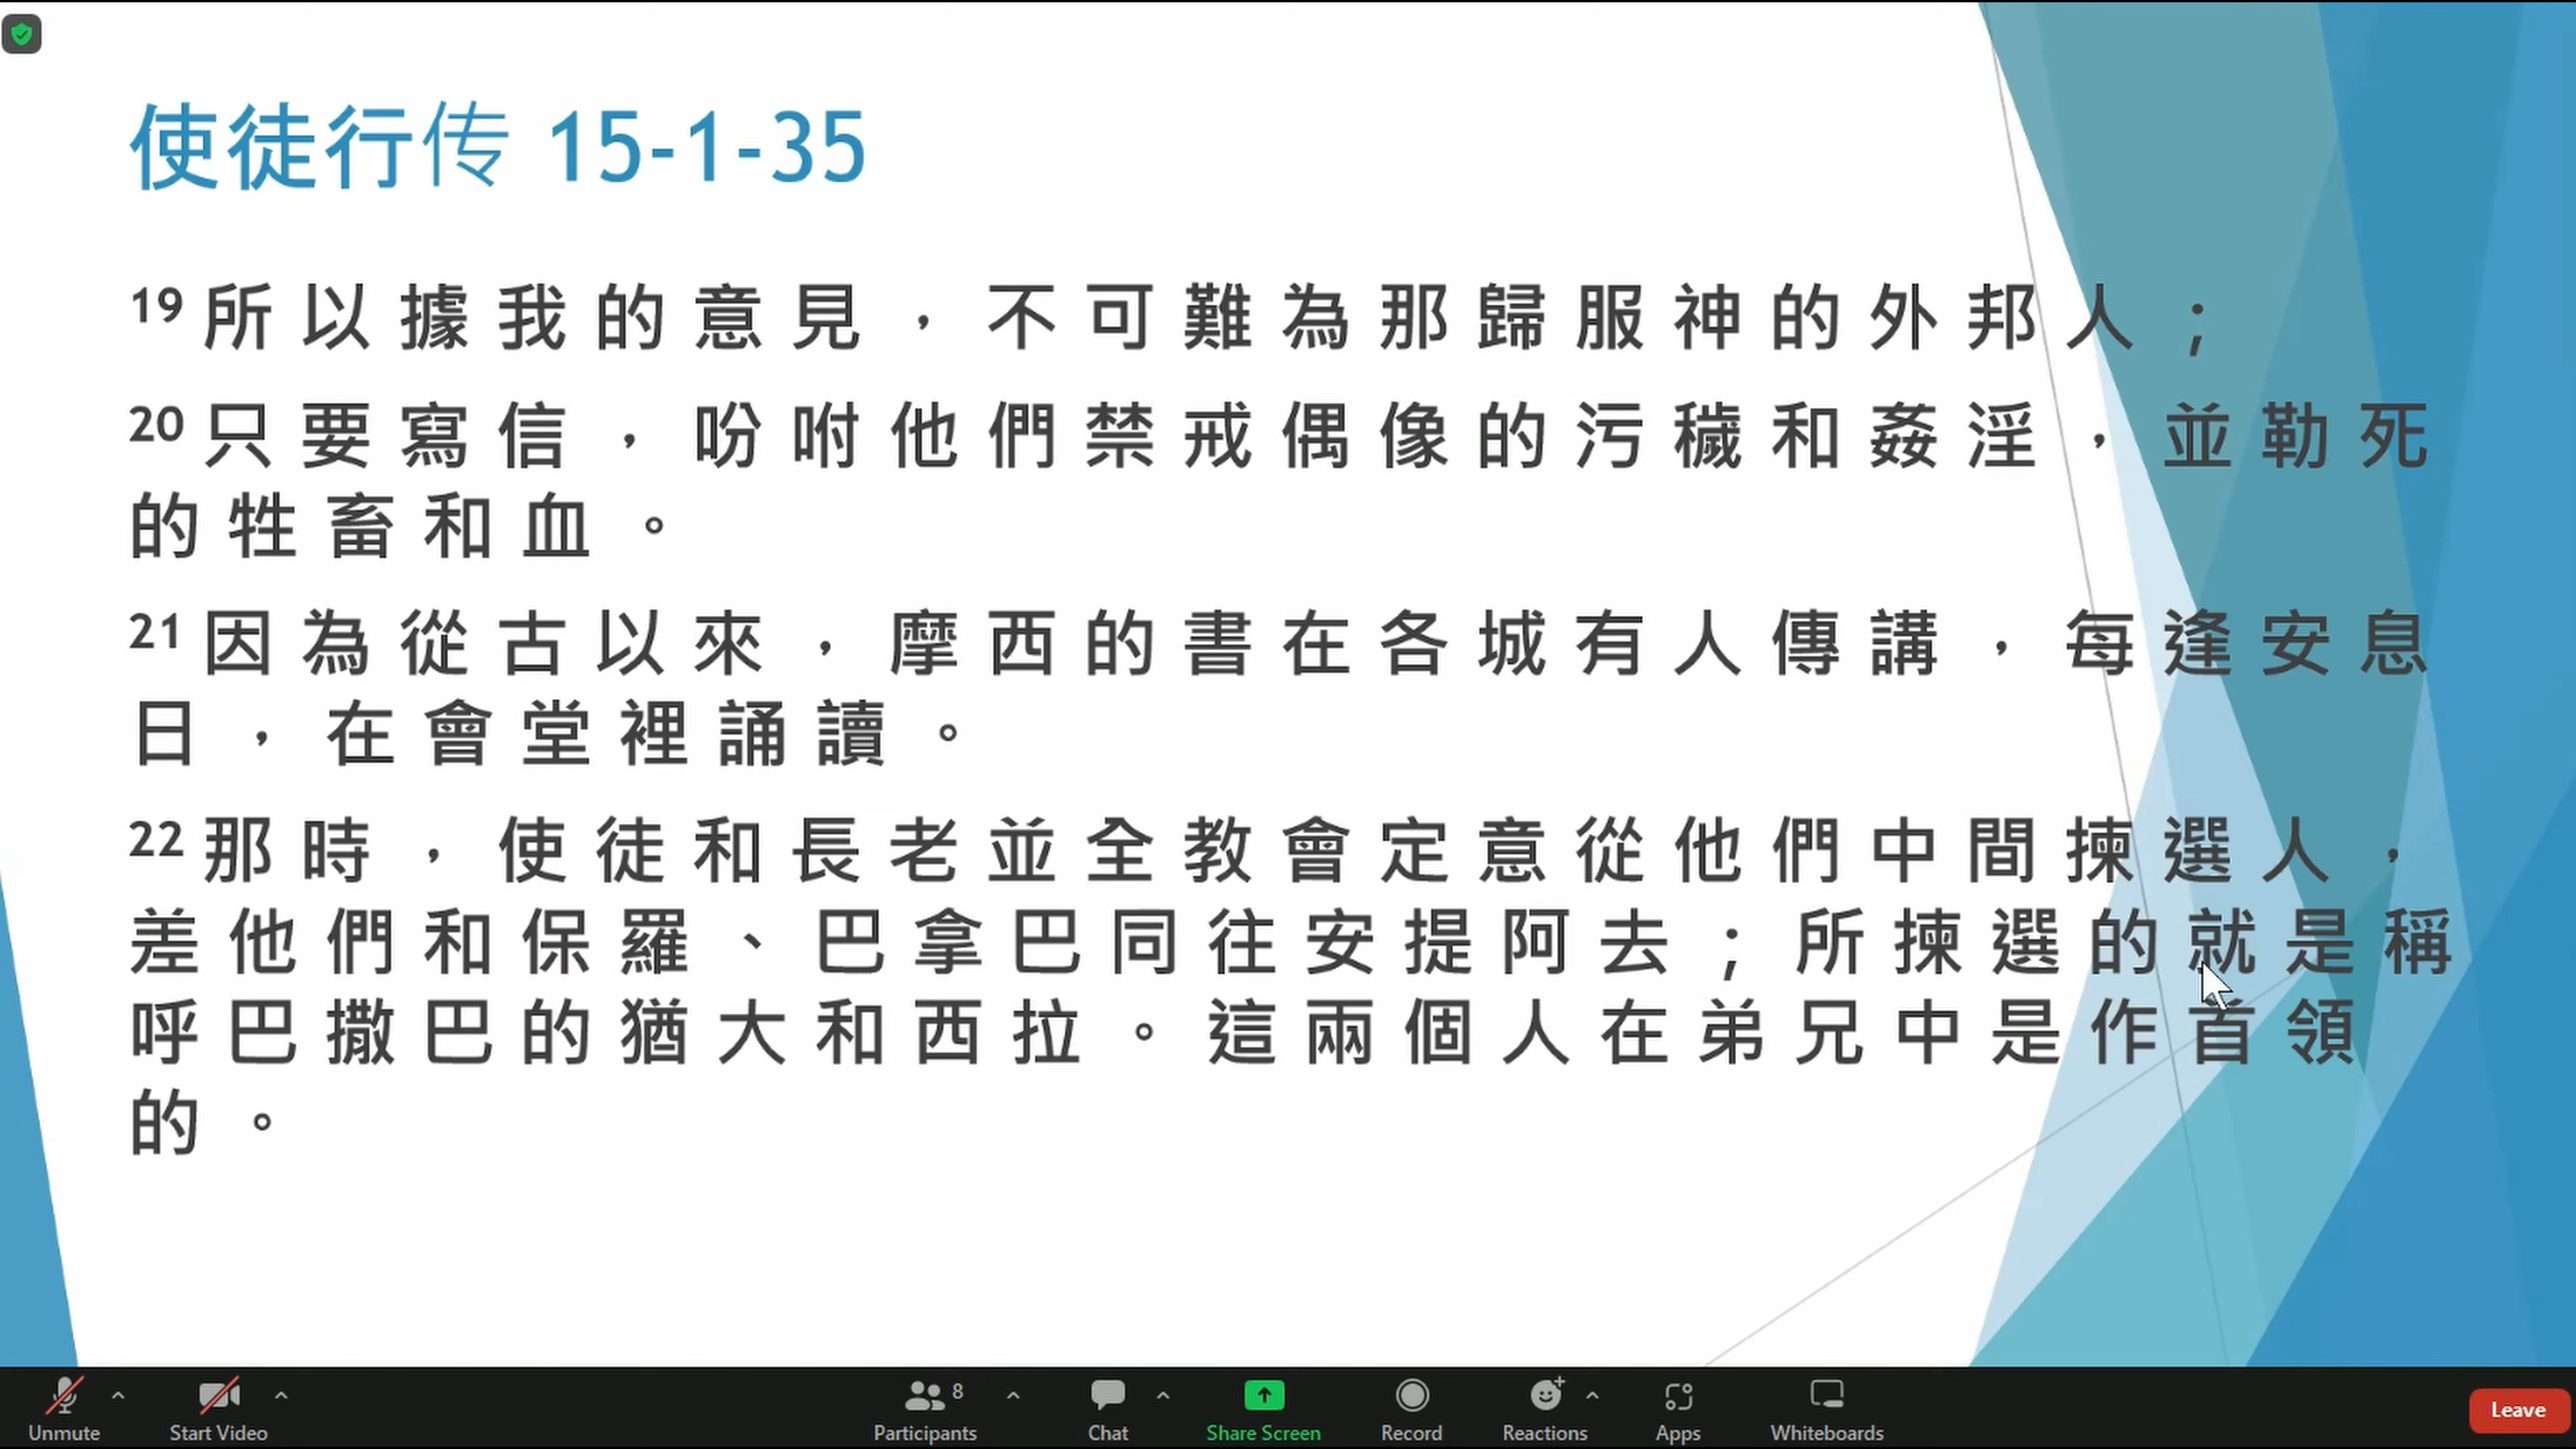 使徒行传 15-1-35
19 所以據我的意見，不可難為那歸服神的外邦人；
20 只要寫信，吩咐他們禁戒偶像的污穢和姦淫，並勒死
的牲畜和血。
21 因為從古以來，摩西的書在各城有人傳講，每逢安息
日，在會堂裡誦讀。
22 那時，使徒和長老並全教會定意從他們中間揀選人，
差他們和保羅、巴拿巴同往安提阿去；所揀選的就是稱
呼巴撒巴的猶大和西拉。這兩個人在弟兄中是作首領
的。
Unmute
Start Video
Participants 8
Chat
Share Screen
Record
Reactions
Apps
Whiteboards
Leave